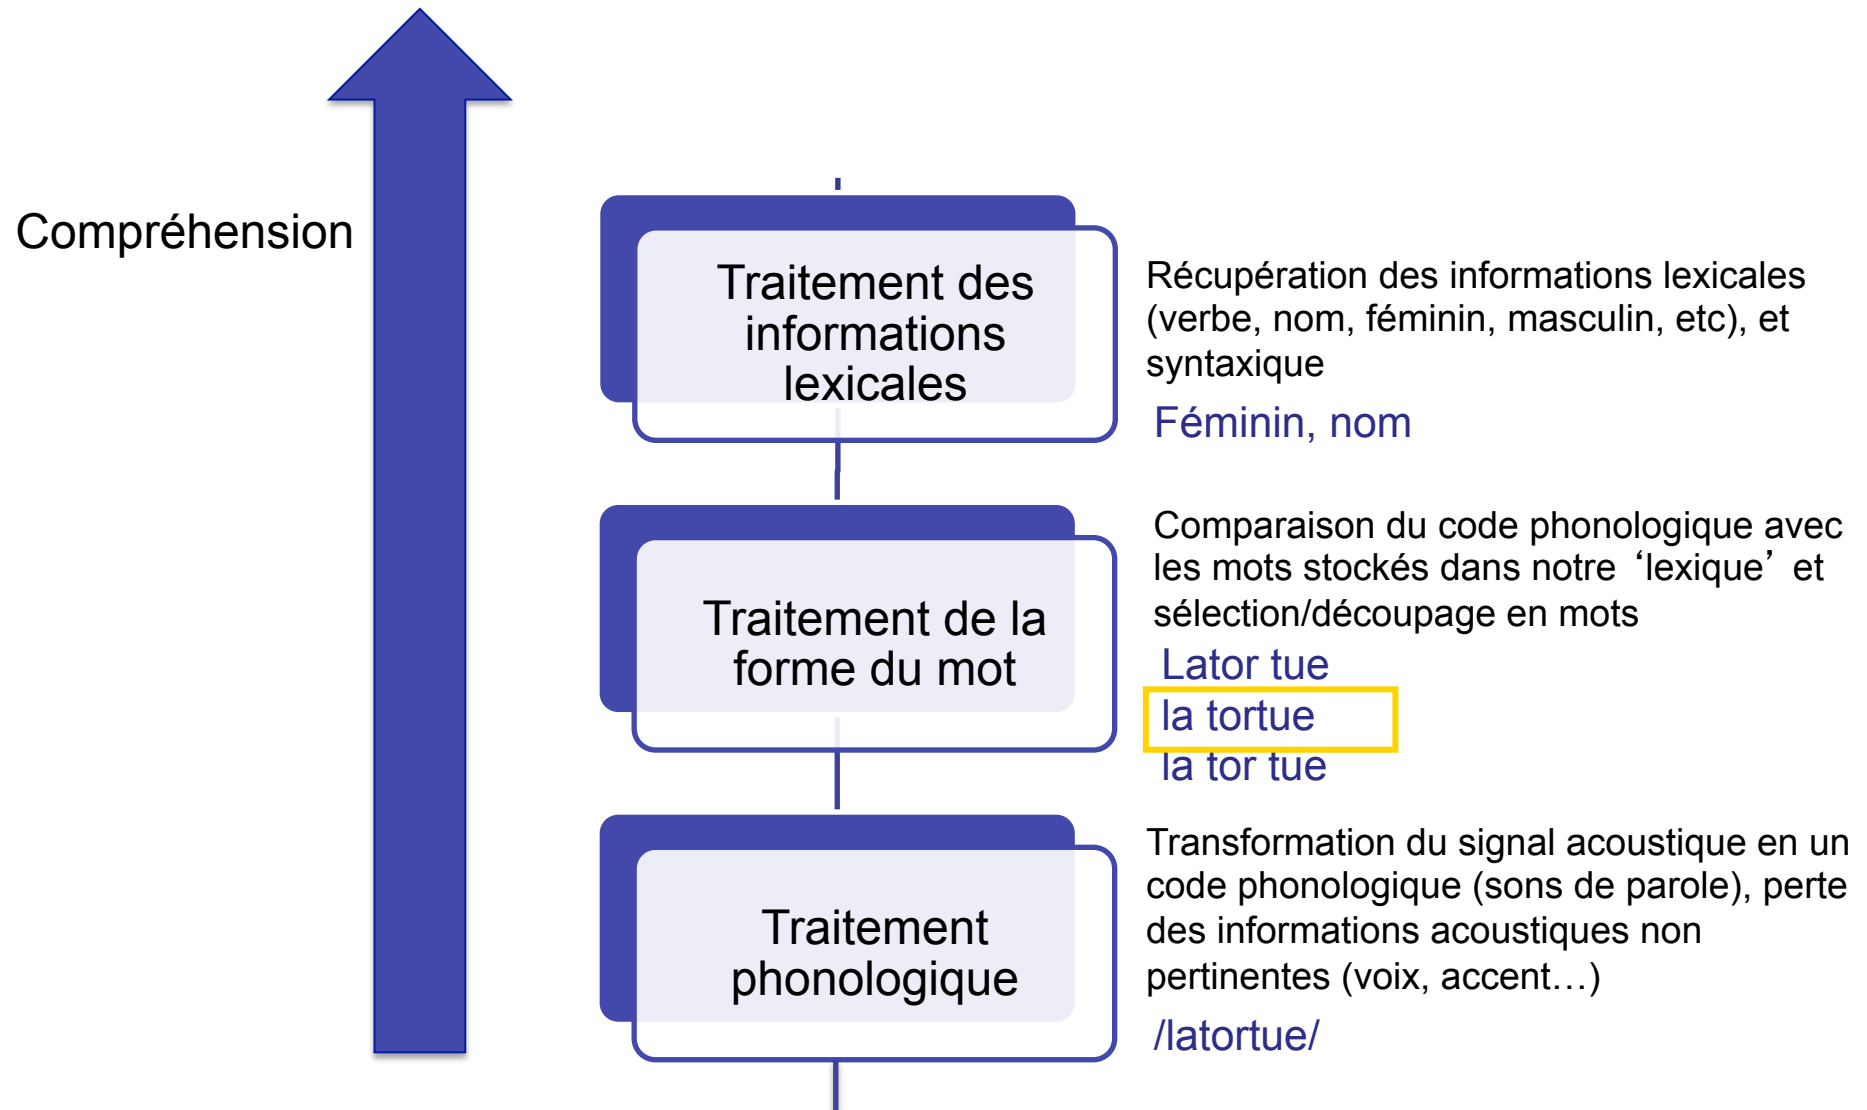 Compréhension
Traitement des
informations
lexicales
Récupération des informations lexicales
(verbe, nom, féminin, masculin, etc), et
syntaxique
Féminin, nom
Traitement de la
forme du mot
Comparaison du code phonologique avec
les mots stockés dans notre ‘lexique’ et
sélection/découpage en mots
Lator tue
la tortue
la tor tue
Traitement
phonologique
Transformation du signal acoustique en un
code phonologique (sons de parole), perte
des informations acoustiques non
pertinentes (voix, accent…)
/latortue/